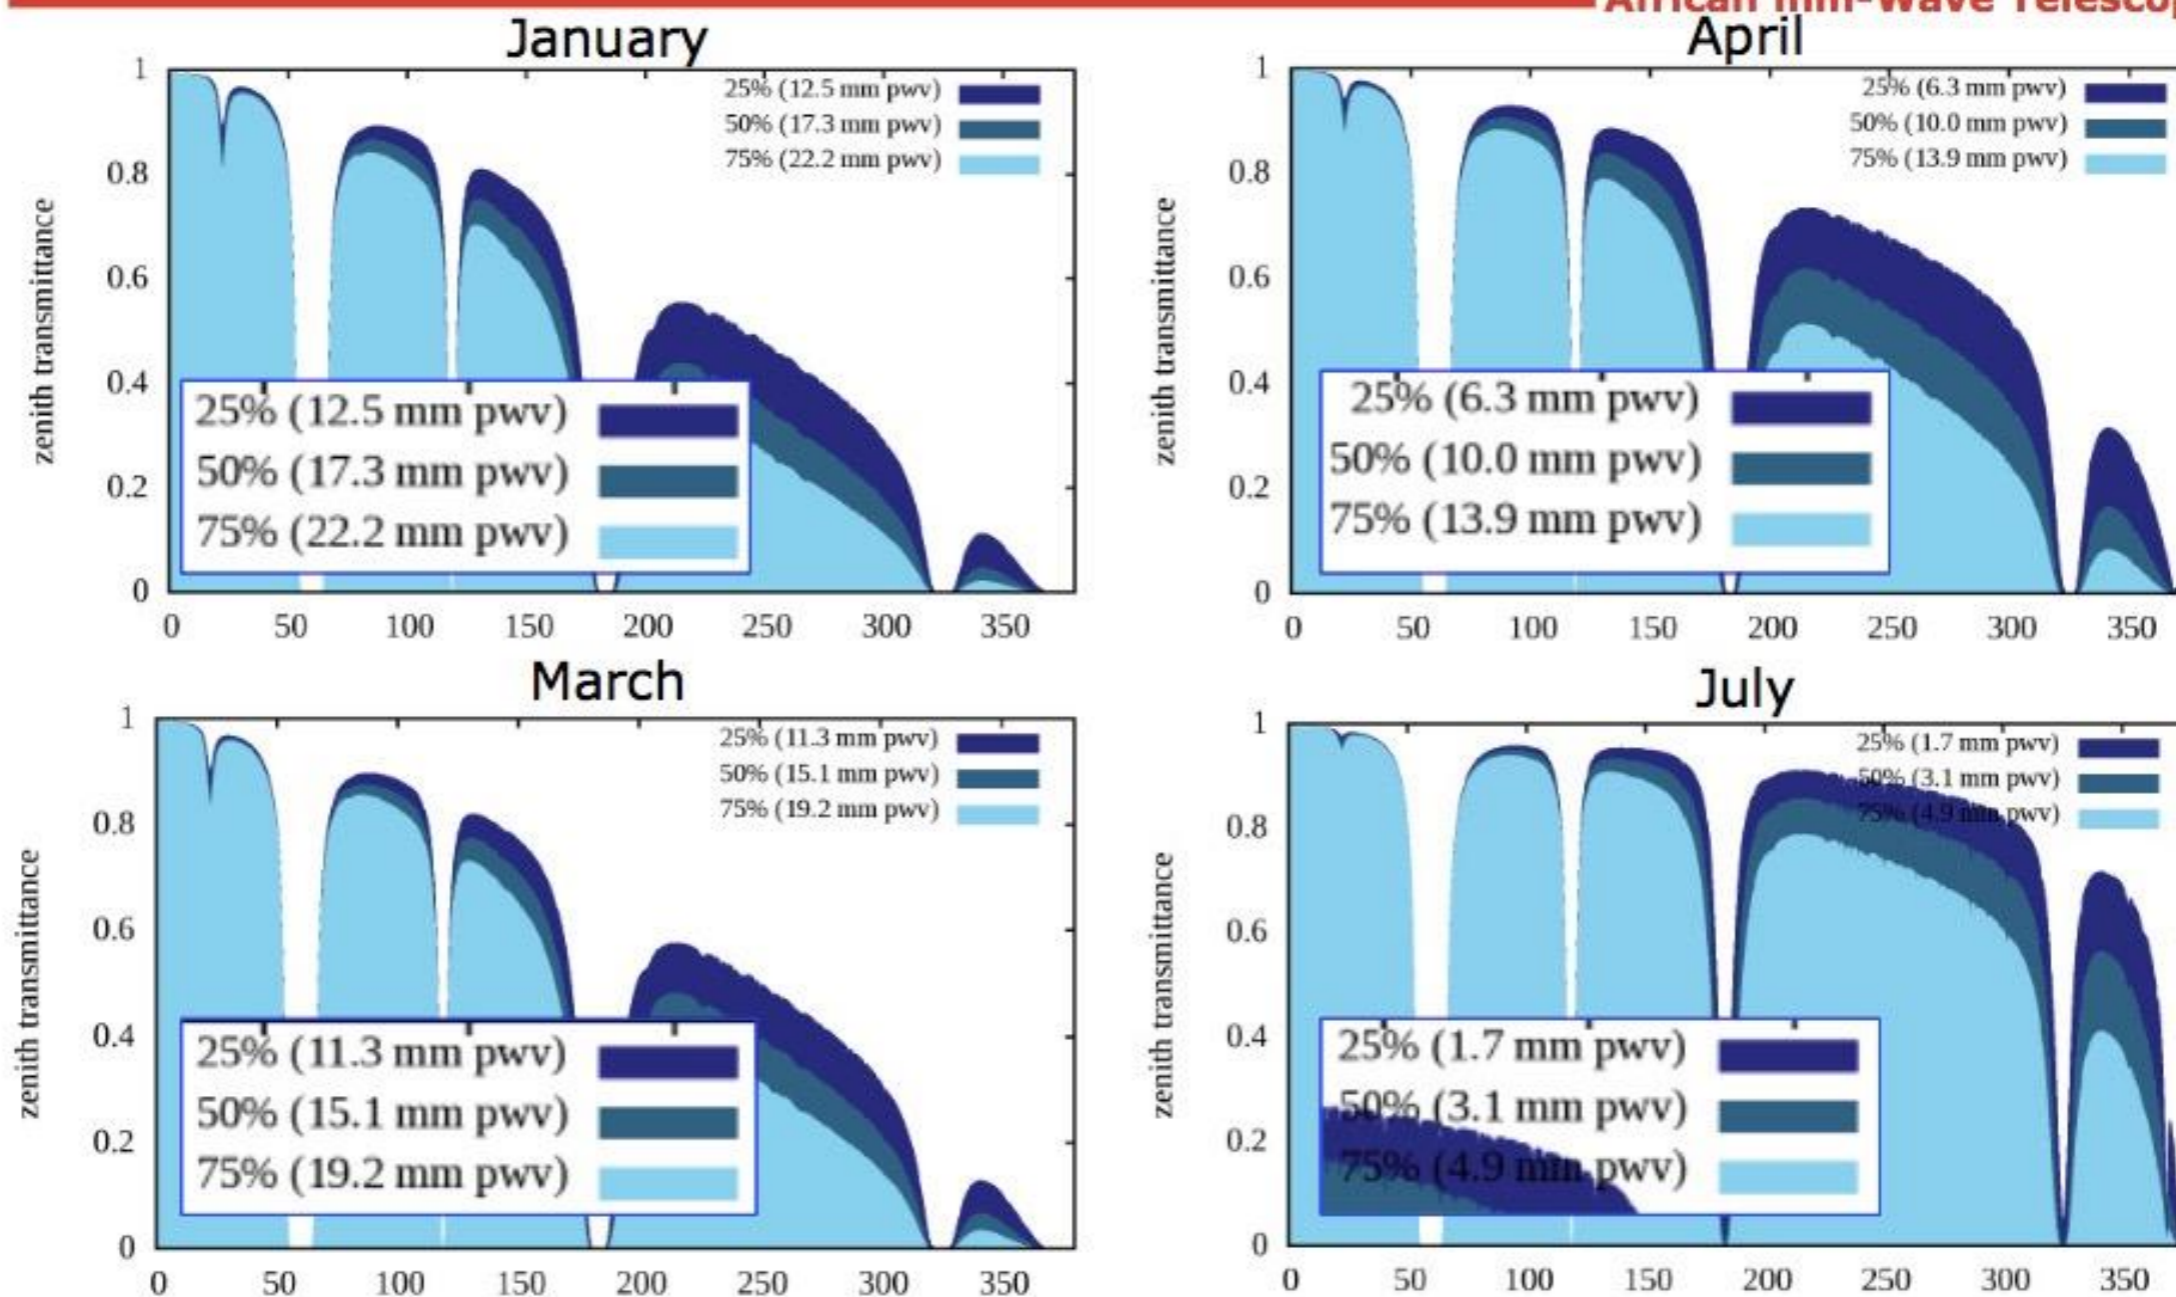 African mm-Wave Telescop
January
1
0.8
0.6
0.4
0.2
0
zenith transmittance
25% (12.5 mm pwv)
50% (17.3 mm pwv)
75% (22.2 mm pwv)
25% (12.5 mm pwv)
50% (17.3 mm pwv)
75% (22.2 mm pwv)
0 50 100 150 200 250 300 350
April
1
0.8
0.6
0.4
0.2
0
zenith transmittance
25% (6.3 mm pwv)
50% (10.0 mm pwv)
75% (13.9 mm pwv)
25% (6.3 mm pwv)
50% (10.0 mm pwv)
75% (13.9 mm pwv)
0 50 100 150 200 250 300 350
March
1
0.8
0.6
0.4
0.2
0
zenith transmittance
25% (11.3 mm pwv)
50% (15.1 mm pwv)
75% (19.2 mm pwv)
25% (11.3 mm pwv)
50% (15.1 mm pwv)
75% (19.2 mm pwv)
0 50 100 150 200 250 300 350
July
1
0.8
0.6
0.4
0.2
0
zenith transmittance
25% (1.7 mm pwv)
50% (3.1 mm pwv)
75% (4.9 mm pwv)
25% (1.7 mm pwv)
50% (3.1 mm pwv)
75% (4.9 mm pwv)
0 50 100 150 200 250 300 350